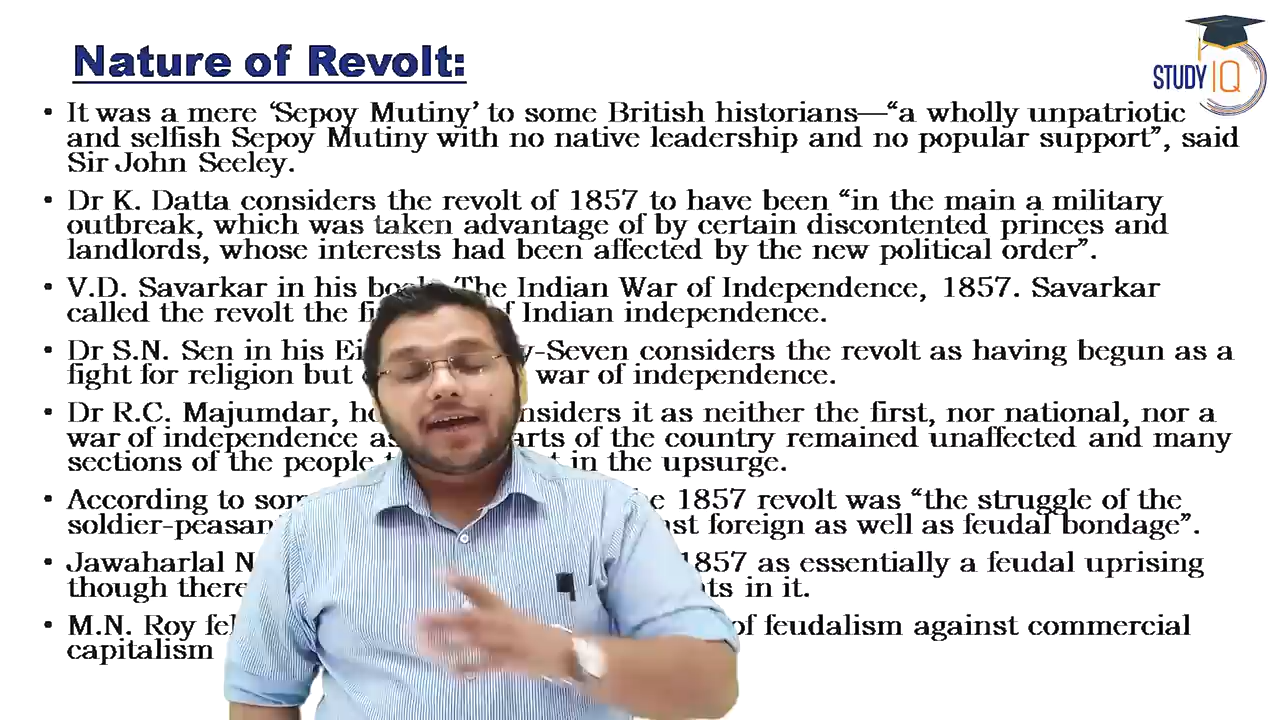 Nature of Revolt:
STUDY IQ
• It was a mere ‘Sepoy Mutiny’ to some British historians—“a wholly unpatriotic
and selfish Sepoy Mutiny with no native leadership and no popular support”, said
Sir John Seeley.
• Dr K. Datta considers the revolt of 1857 to have been “in the main a military
outbreak, which was taken advantage of by certain discontented princes and
landlords, whose interests had been affected by the new political order”.
• V.D. Savarkar in his The Indian War of Independence, 1857. Savarkar
called the revolt the of Indian independence.
• Dr S.N. Sen in his -Seven considers the revolt as having begun as a
fight for religion but war of independence.
• Dr R.C. Majumdar, considers it as neither the first, nor national, nor a
war of independence as parts of the country remained unaffected and many
sections of the people in the upsurge.
• According to 1857 revolt was “the struggle of the
foreign as well as feudal bondage”.
• Jawaharlal 1857 as essentially a feudal uprising
though there in it.
• M.N. Roy of feudalism against commercial
capitalism